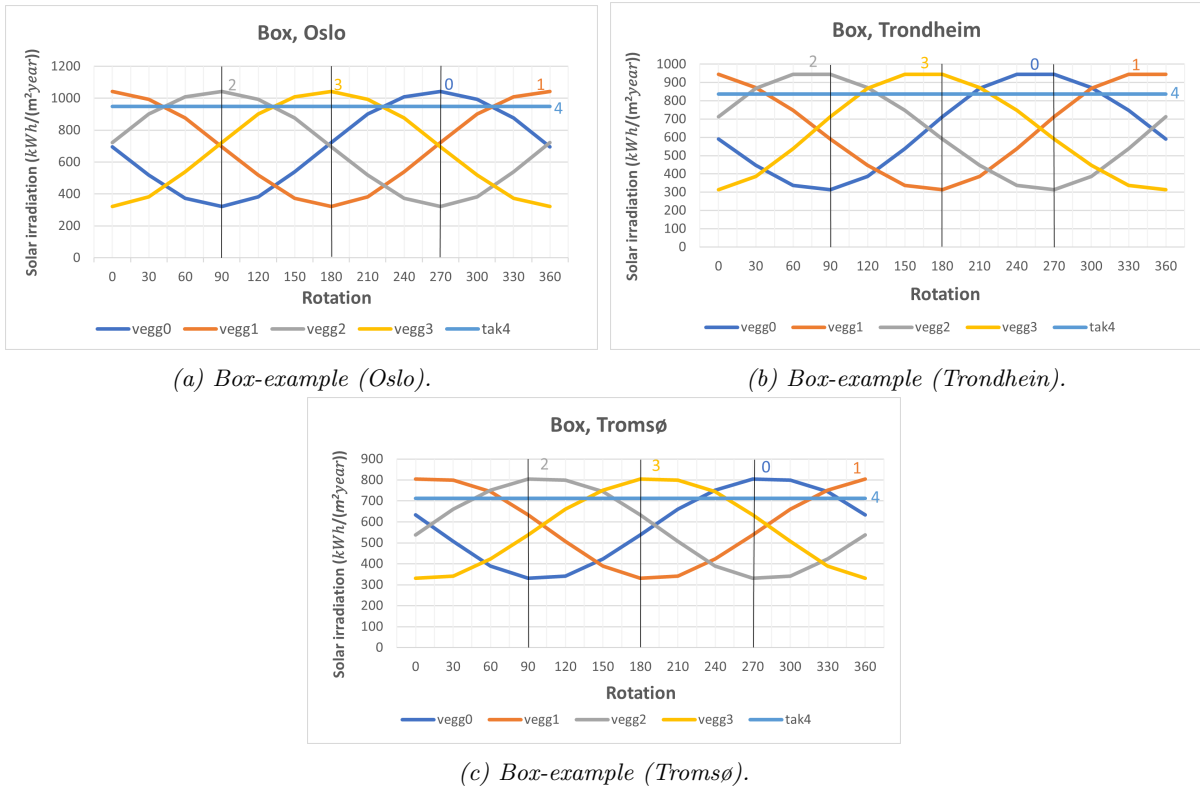 Box, Oslo
Solar irradiation (kWh/(m²year))
1200
1000
800
600
400
200
0
2
3
0
1
4
0 30 60 90 120 150 180 210 240 270 300 330 360
Rotation
vegg0 vegg1 vegg2 vegg3 tak4
(a) Box-example (Oslo).
Box, Trondheim
Solar irradiation (kWh/(m²year))
1000
900
800
700
600
500
400
300
200
100
0
2
3
0
1
4
0 30 60 90 120 150 180 210 240 270 300 330 360
Rotation
vegg0 vegg1 vegg2 vegg3 tak4
(b) Box-example (Trondhein).
Box, Tromsø
Solar irradiation (kWh/(m²year))
900
800
700
600
500
400
300
200
100
0
2
3
0
1
4
0 30 60 90 120 150 180 210 240 270 300 330 360
Rotation
vegg0 vegg1 vegg2 vegg3 tak4
(c) Box-example (Tromsø).